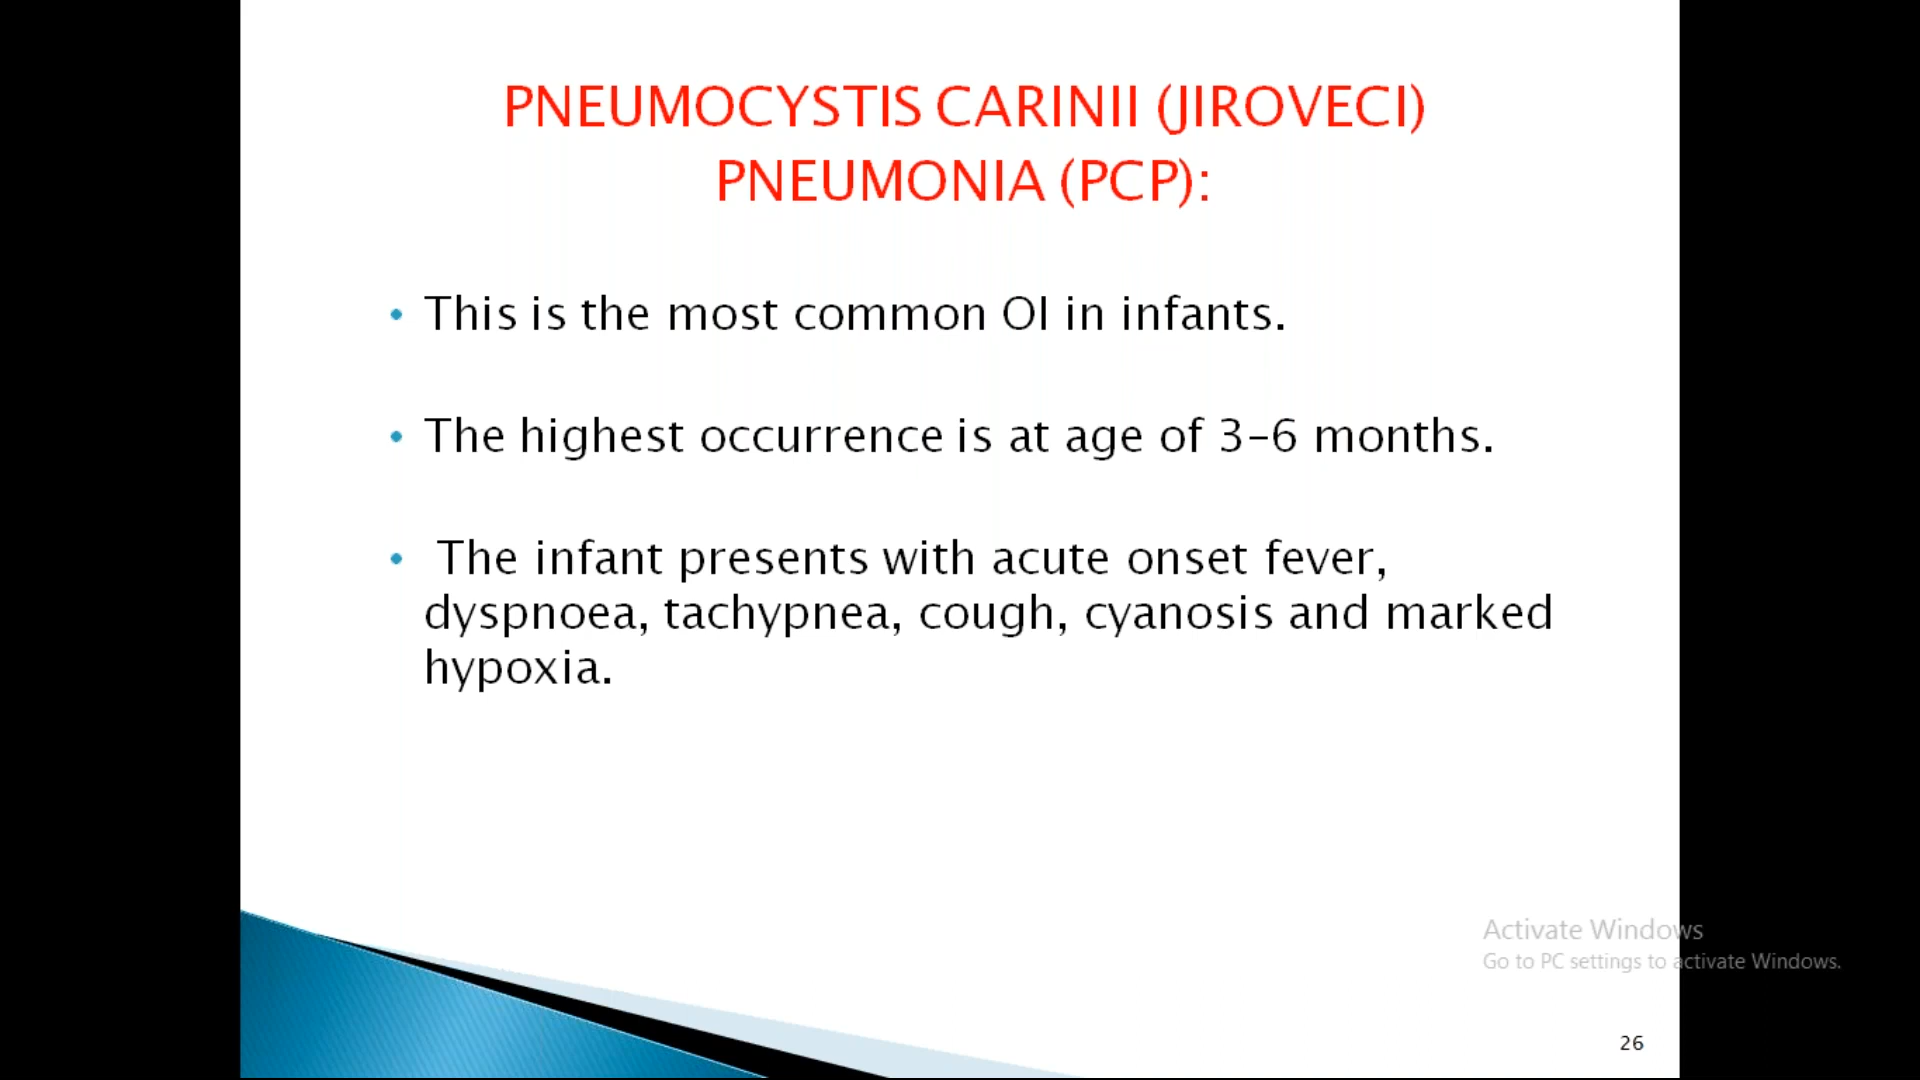 PNEUMOCYSTIS CARINII (JIROVECI)
PNEUMONIA (PCP):
• This is the most common OI in infants.
• The highest occurrence is at age of 3-6 months.
• The infant presents with acute onset fever,
dyspnoea, tachypnea, cough, cyanosis and marked
hypoxia.
Activate Windows
Go to PC settings to activate Windows.
26